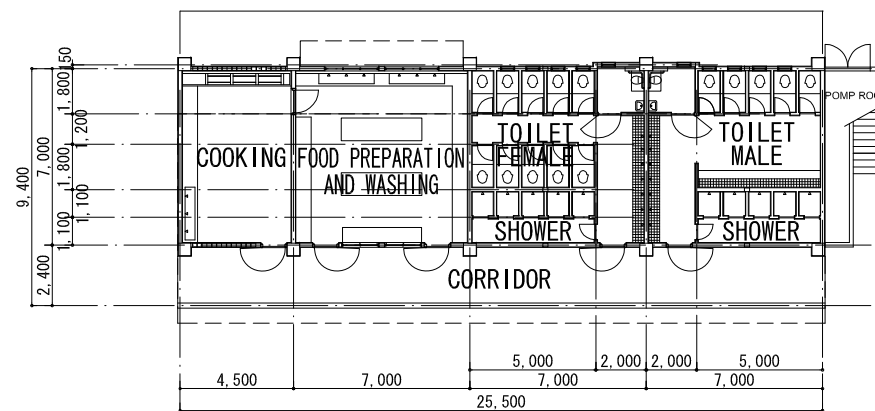 150
1,800
1,200
7,000
1,800
9,400
1,100
1,100
2,400
POMP ROO
TOILET
FEMALE
TOILET
MALE
COOKING
FOOD PREPARATION
AND WASHING
SHOWER
SHOWER
CORRIDOR
5,000
2,000
2,000
5,000
4,500
7,000
7,000
7,000
25,500